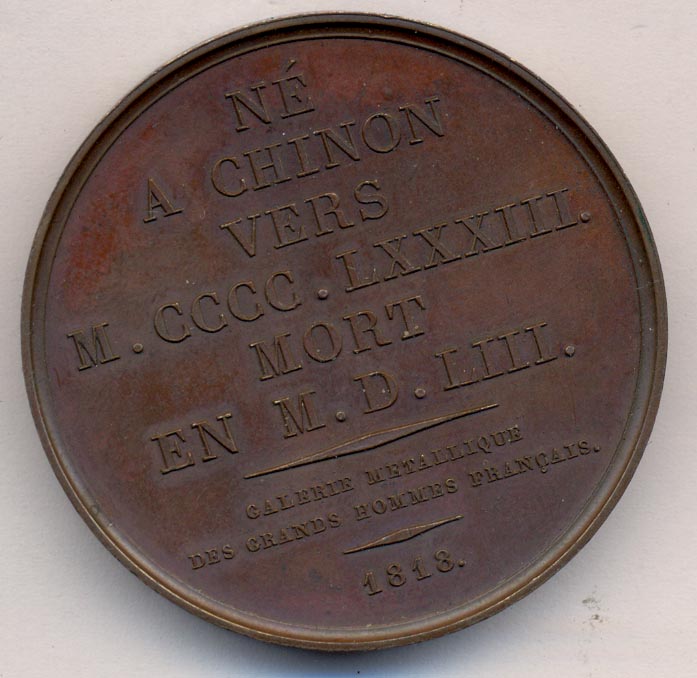 NÉ
A CHINON
VERS
M.CCCC.LXXXIII.
MORT
EN M.D.LIII.
GALERIE METALLIQUE
DES GRANDS HOMMES FRANÇAIS.
1818.